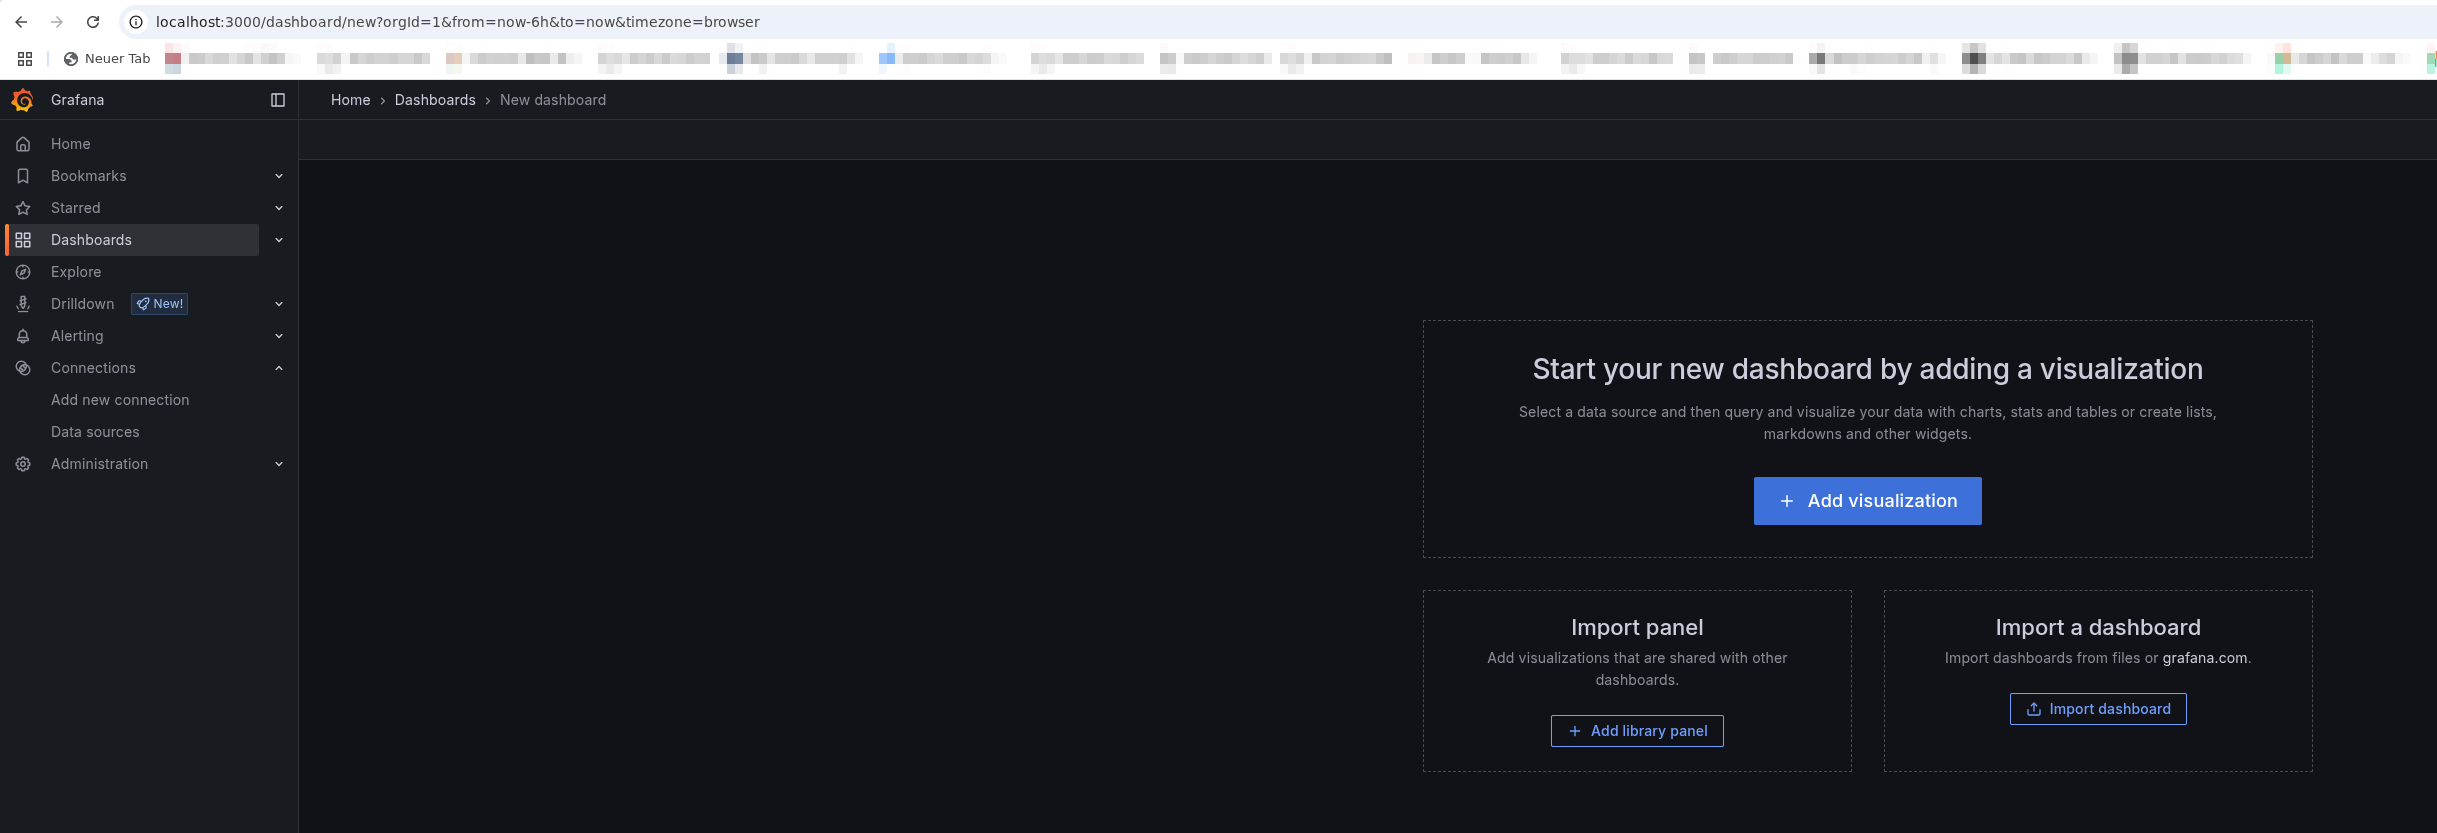 localhost:3000/dashboard/new?orgId=1&from=now-6h&to=now&timezone=browser
Neuer Tab
Grafana
Home › Dashboards › New dashboard
Home
Bookmarks
Starred
Dashboards
Explore
Drilldown New!
Alerting
Connections
Add new connection
Data sources
Administration
Start your new dashboard by adding a visualization
Select a data source and then query and visualize your data with charts, stats and tables or create lists,
markdowns and other widgets.
+ Add visualization
Import panel
Add visualizations that are shared with other
dashboards.
+ Add library panel
Import a dashboard
Import dashboards from files or grafana.com.
Import dashboard